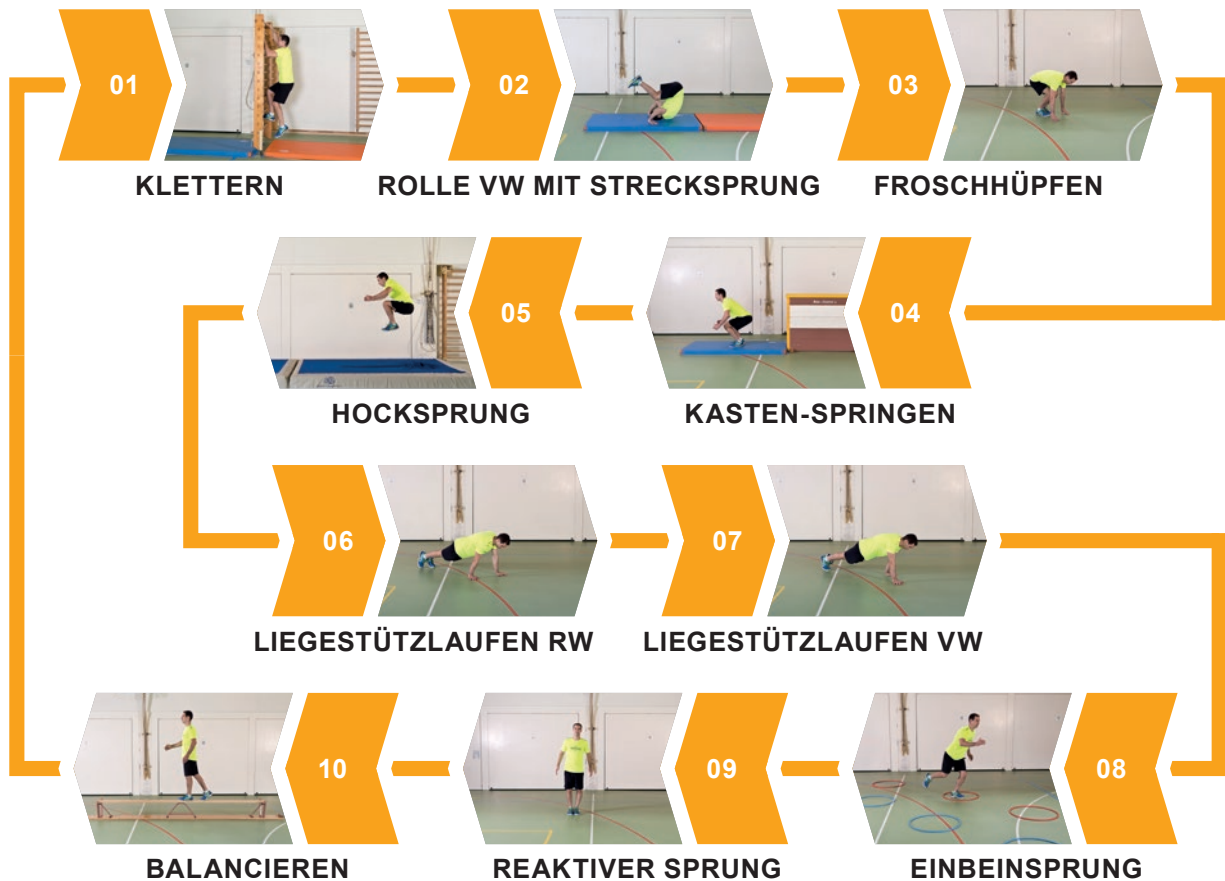 01
02
03
KLETTERN
ROLLE VW MIT STRECKSPRUNG
FROSCHHÜPFEN
05
04
HOCKSPRUNG
KASTEN-SPRINGEN
06
07
LIEGESTÜTZLAUFEN RW
LIEGESTÜTZLAUFEN VW
10
09
08
BALANCIEREN
REAKTIVER SPRUNG
EINBEINSPRUNG